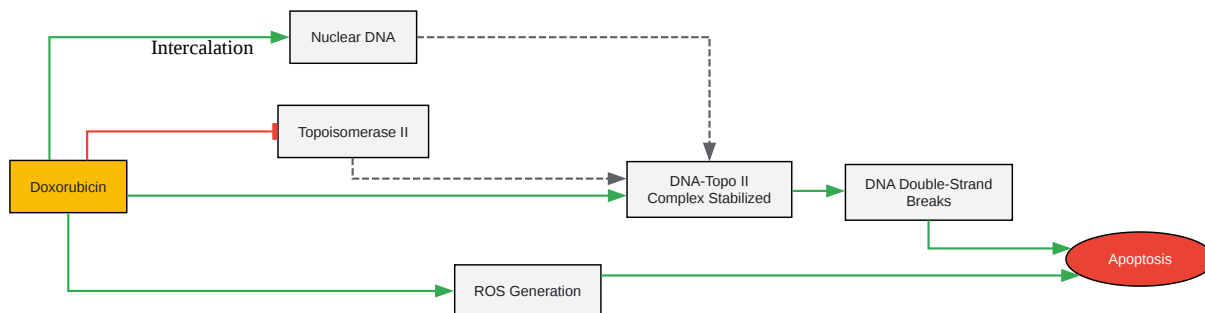 Nuclear DNA
Intercalation
Topoisomerase II
Doxorubicin
DNA-Topo II
Complex Stabilized
DNA Double-Strand
Breaks
Apoptosis
ROS Generation